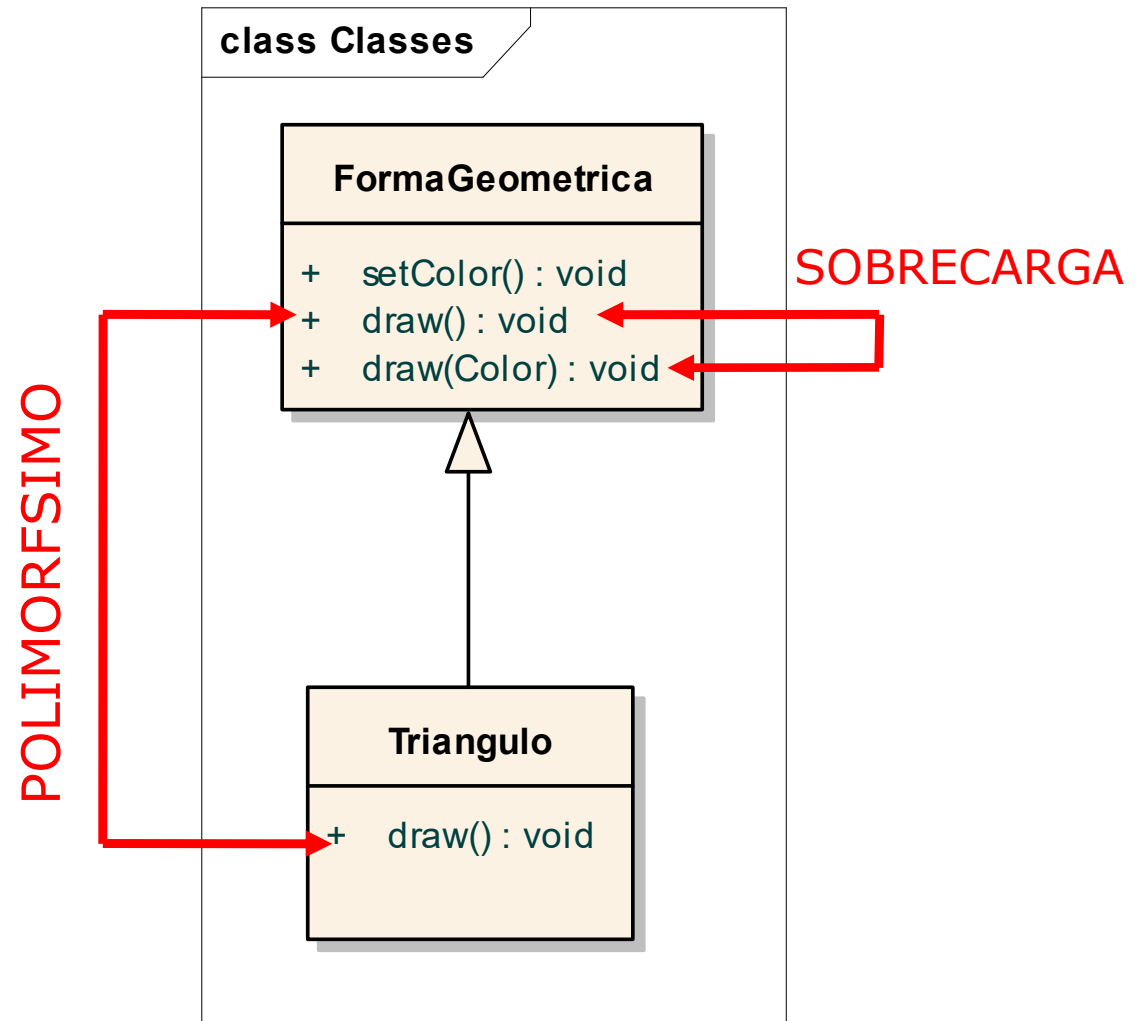 class Classes
FormaGeometrica
+ setColor() : void
+ draw() : void
+ draw(Color) : void
SOBRECARGA
POLIMORFSIMO
Triangulo
+ draw() : void